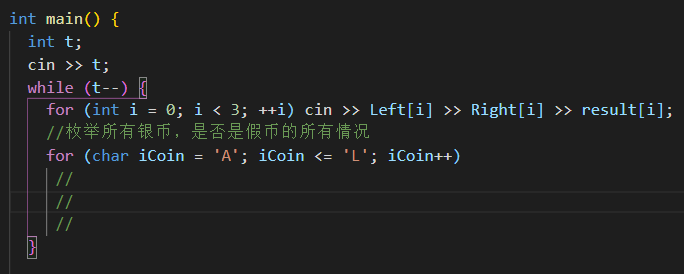 int main() {
int t;
cin >> t;
while (t--) {
for (int i = 0; i < 3; ++i) cin >> Left[i] >> Right[i] >> result[i];
//枚举所有银币，是否是假币的所有情况
for (char iCoin = 'A'; iCoin <= 'L'; iCoin++)
//
//
//
}